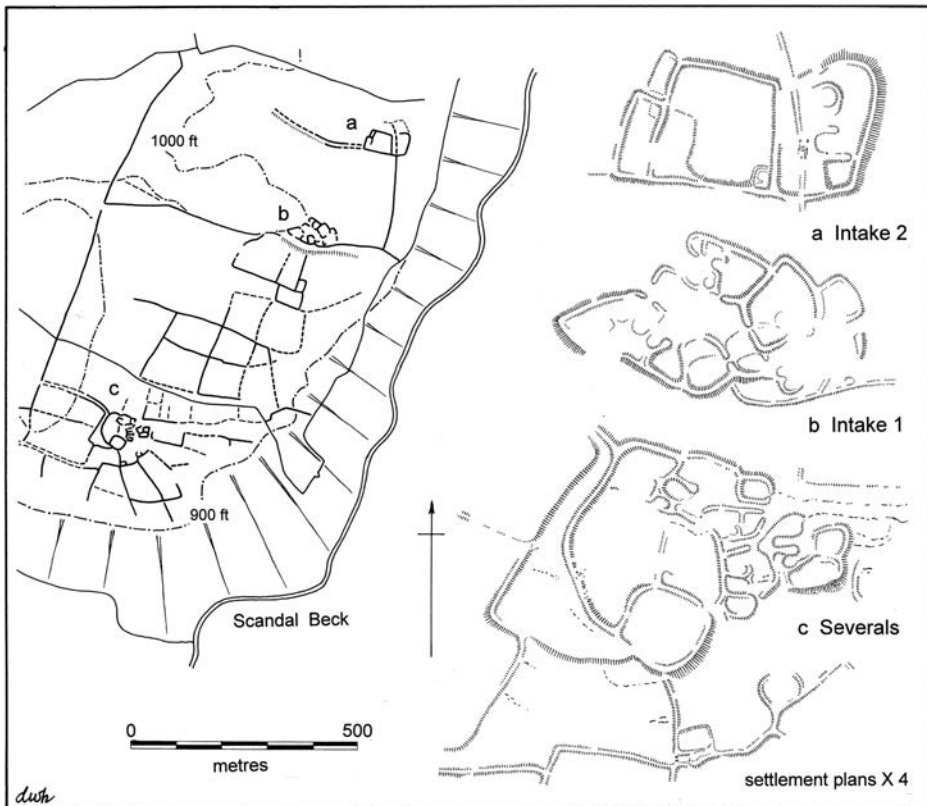 a
1000 ft
b
c
900 ft
Scandal Beck
0 500
metres
dwh
a Intake 2
b Intake 1
c Severals
settlement plans X 4